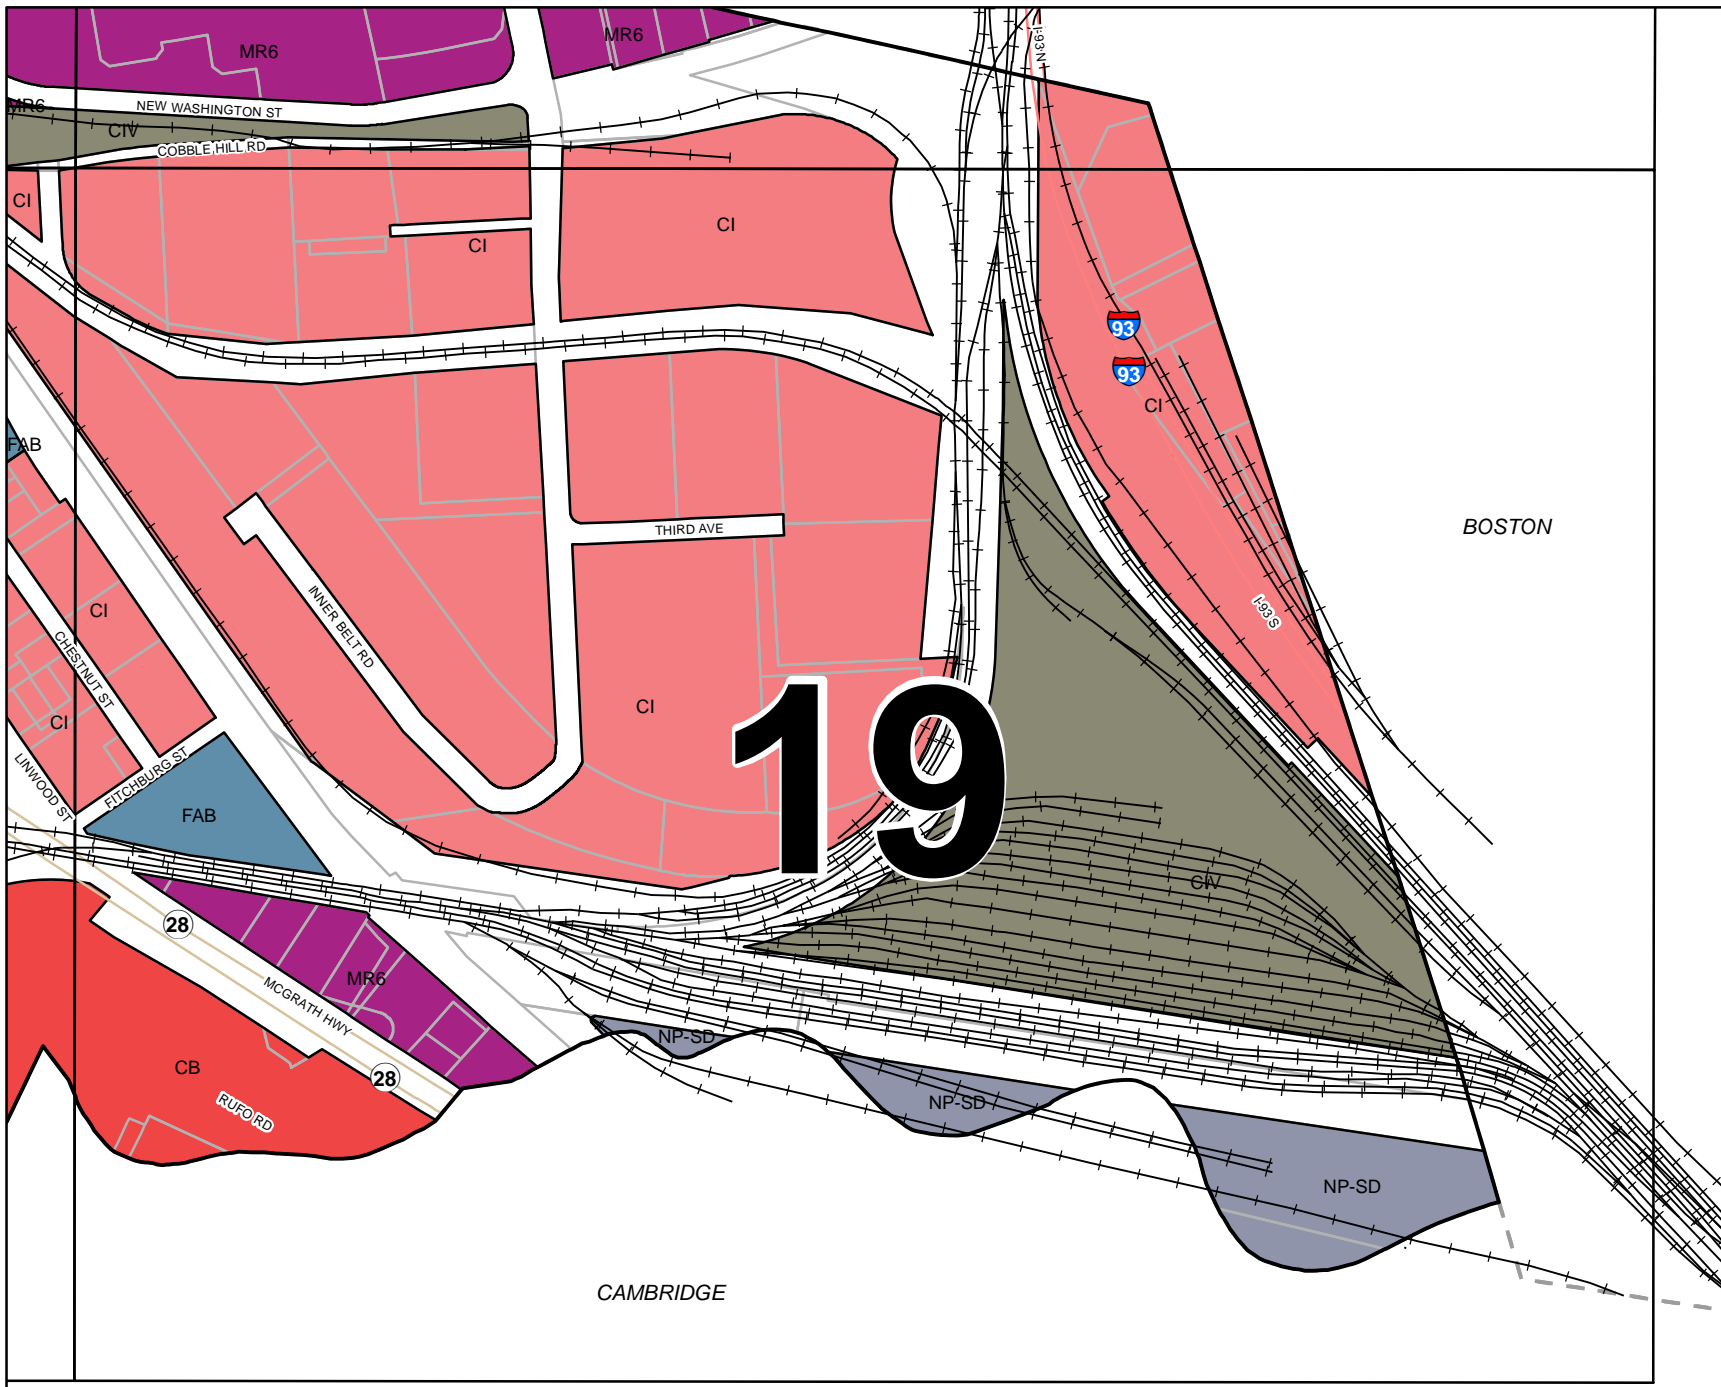 MR6
MR6
I-93 N
MR6
NEW WASHINGTON ST
CIV
COBBLE HILL RD
CI
CI
CI
93
93
CI
FAB
BOSTON
THIRD AVE
CI
INNER BELT RD
I-93 S
CHESTNUT ST
CI
CI
19
LINWOOD ST
FITCHBURG ST
FAB
CIV
28
MR6
MCGRATH HWY
NP-SD
CB
28
RUFO RD
NP-SD
NP-SD
CAMBRIDGE